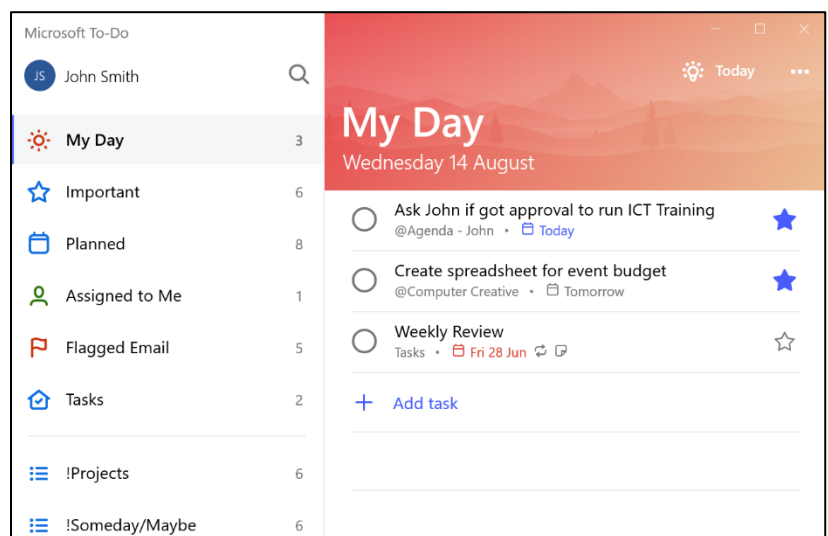 Microsoft To-Do
JS
John Smith
My Day 3
Important 6
Planned 8
Assigned to Me 1
Flagged Email 5
Tasks 2
!Projects 6
!Someday/Maybe 6
Today
My Day
Wednesday 14 August
Ask John if got approval to run ICT Training
@Agenda - John • Today
Create spreadsheet for event budget
@Computer Creative • Tomorrow
Weekly Review
Tasks • Fri 28 Jun
Add task